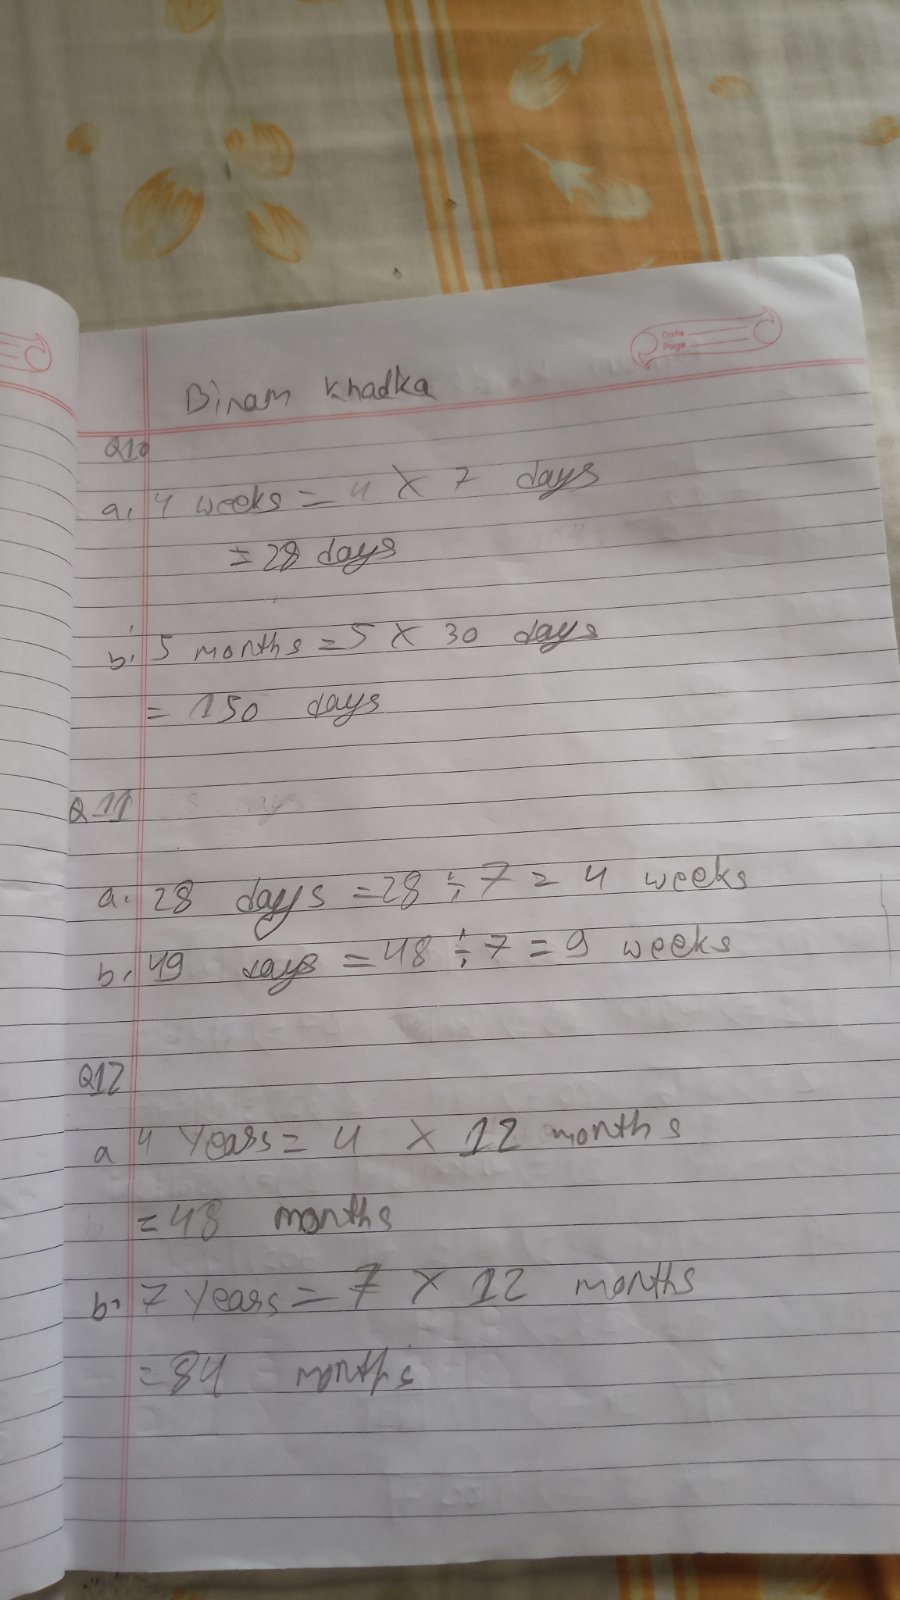 Date
Page
Binam Khadka
Q10
a. 4 weeks = 4 × 7 days
= 28 days
b. 5 months = 5 × 30 days
= 150 days
Q11
a. 28 days = 28 ÷ 7 = 4 weeks
b. 49 days = 48 ÷ 7 = 9 weeks
Q12
a 4 Years = 4 × 12 months
= 48 months
b. 7 Years = 7 × 12 months
= 84 months